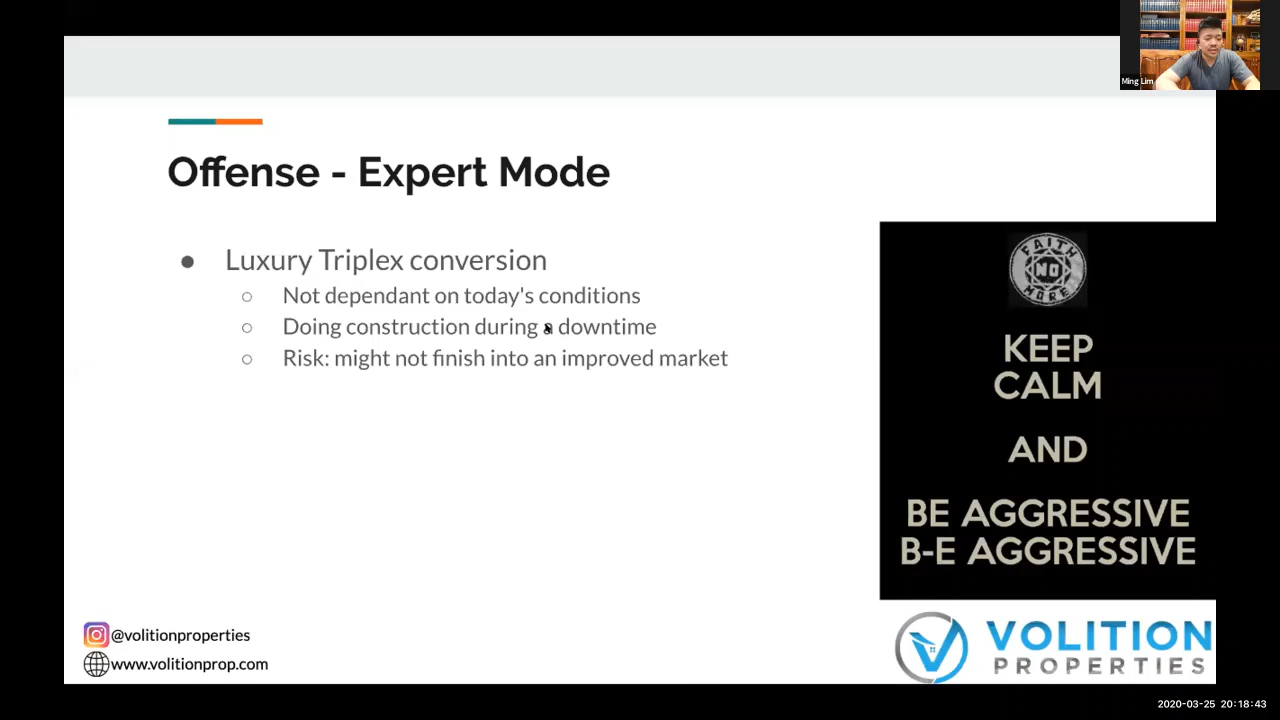 Ming Lim
Offense - Expert Mode
Luxury Triplex conversion
Not dependant on today's conditions
Doing construction during a downtime
Risk: might not finish into an improved market
FAITH
NO
MORE
KEEP
CALM
AND
BE AGGRESSIVE
B-E AGGRESSIVE
@volitionproperties
www.volitionprop.com
VOLITION
PROPERTIES
2020-03-25 20:18:43